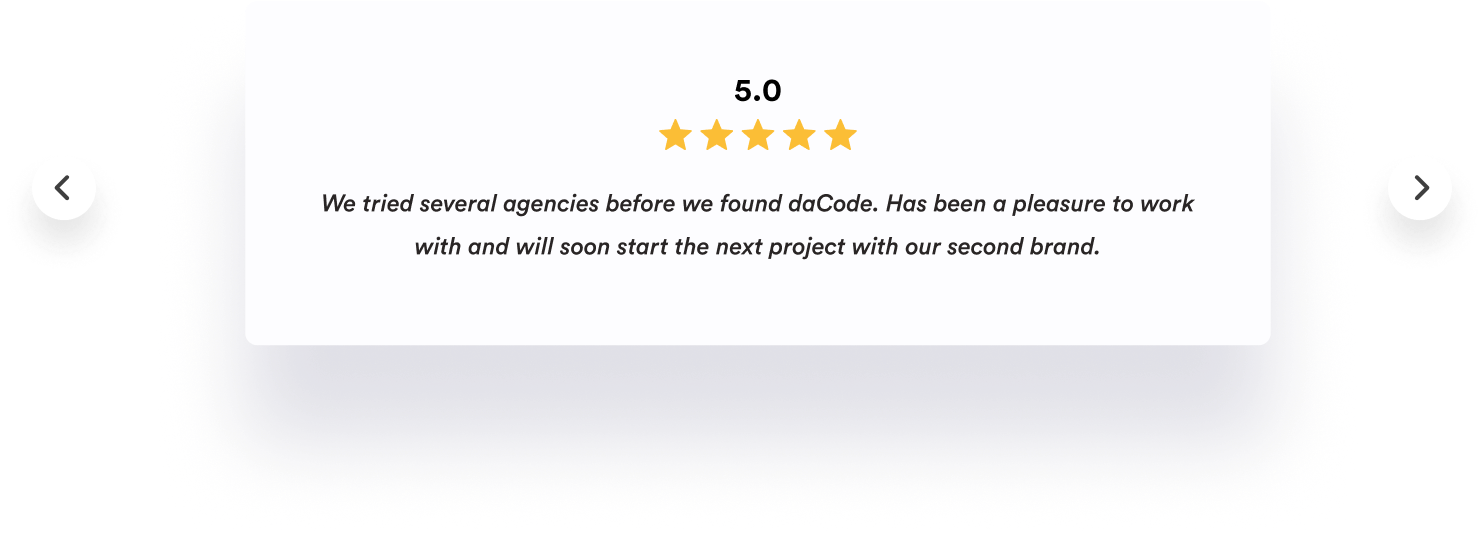 5.0
We tried several agencies before we found daCode. Has been a pleasure to work
with and will soon start the next project with our second brand.